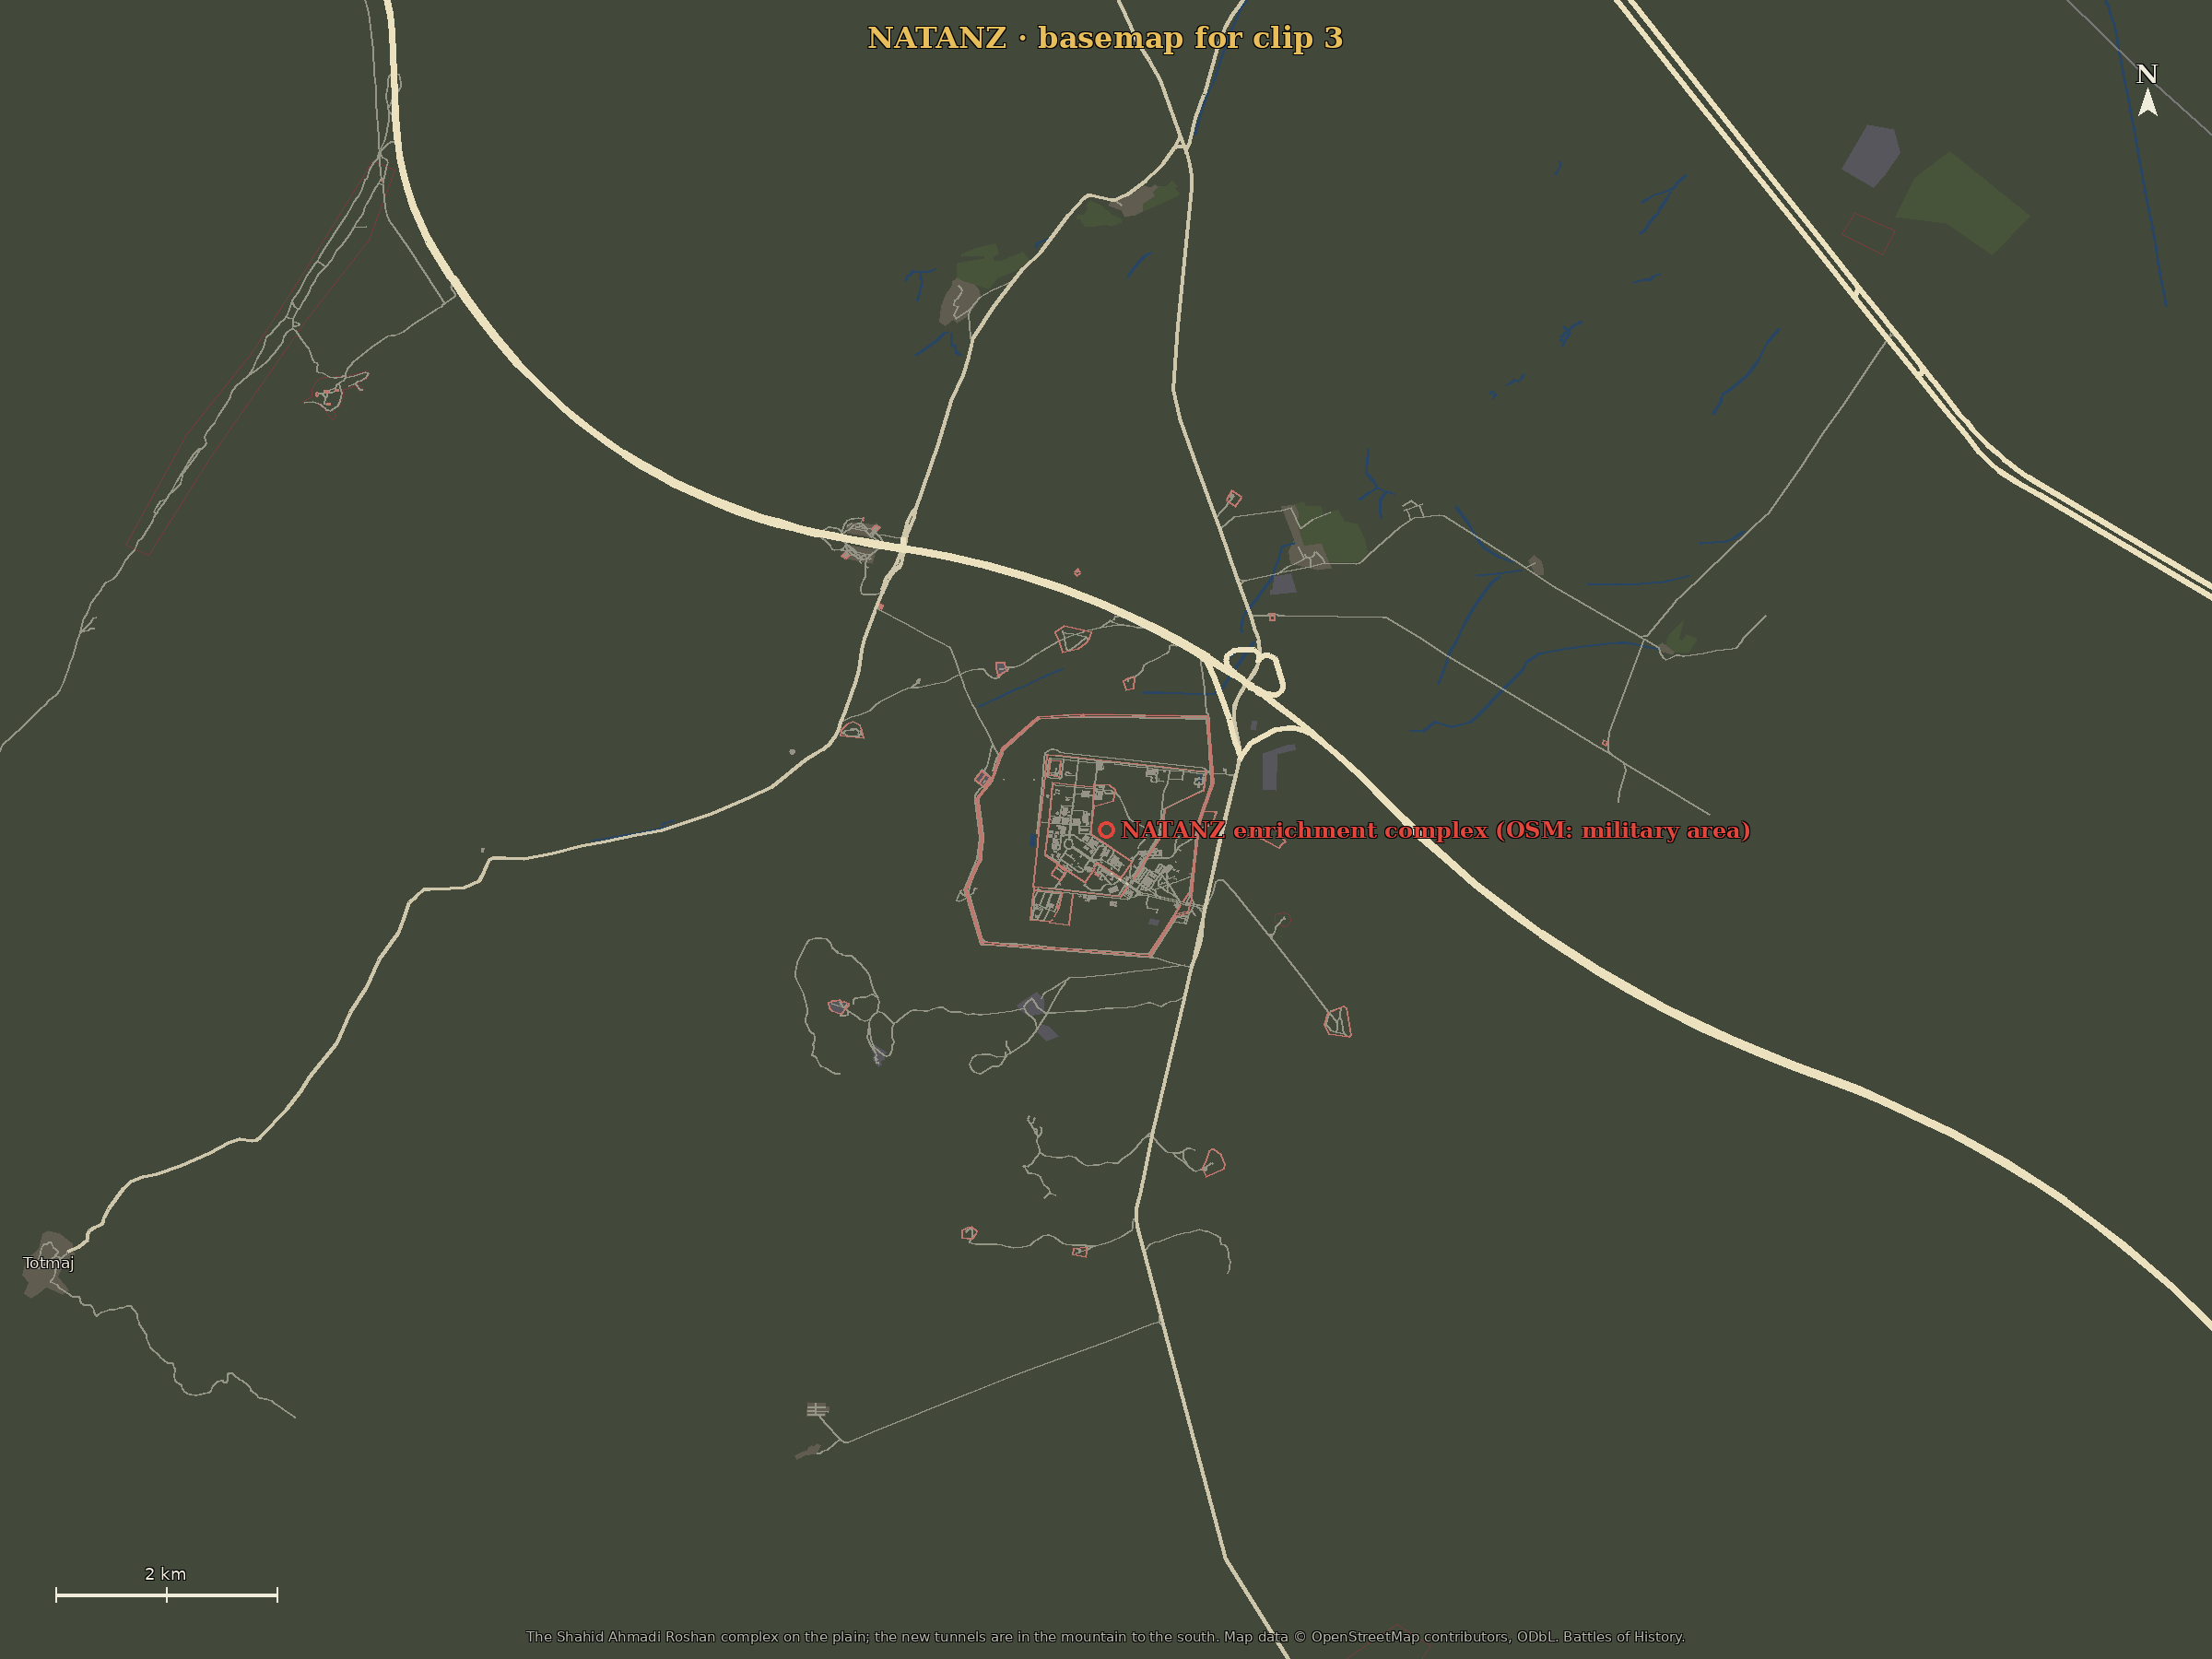 NATANZ · basemap for clip 3
N
NATANZ enrichment complex (OSM: military area)
Totmaj
2 km
The Shahid Ahmadi Roshan complex on the plain; the new tunnels are in the mountain to the south. Map data © OpenStreetMap contributors, ODbL. Battles of History.